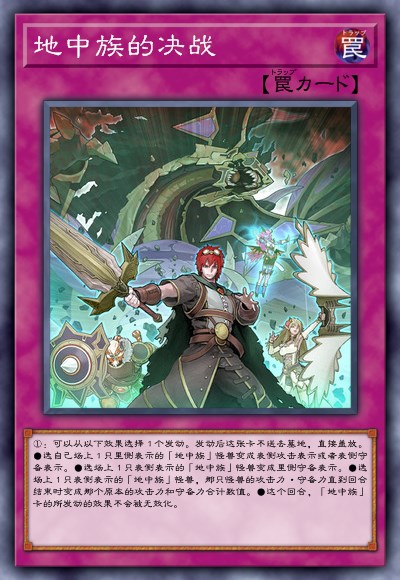 地中族的决战
トラップ
罠
トラップ
【罠カード】
①：可以从以下效果选择1个发动。发动后这张卡不送去墓地，直接盖放。
●选自己场上1只里侧表示的「地中族」怪兽变成表侧攻击表示或者表侧守
备表示。●选场上1只表侧表示的「地中族」怪兽变成里侧守备表示。●选
场上1只表侧表示的「地中族」怪兽，那只怪兽的攻击力·守备力直到回合
结束时变成那个原本的攻击力和守备力合计数值。●这个回合，「地中族」
卡的所发动的效果不会被无效化。